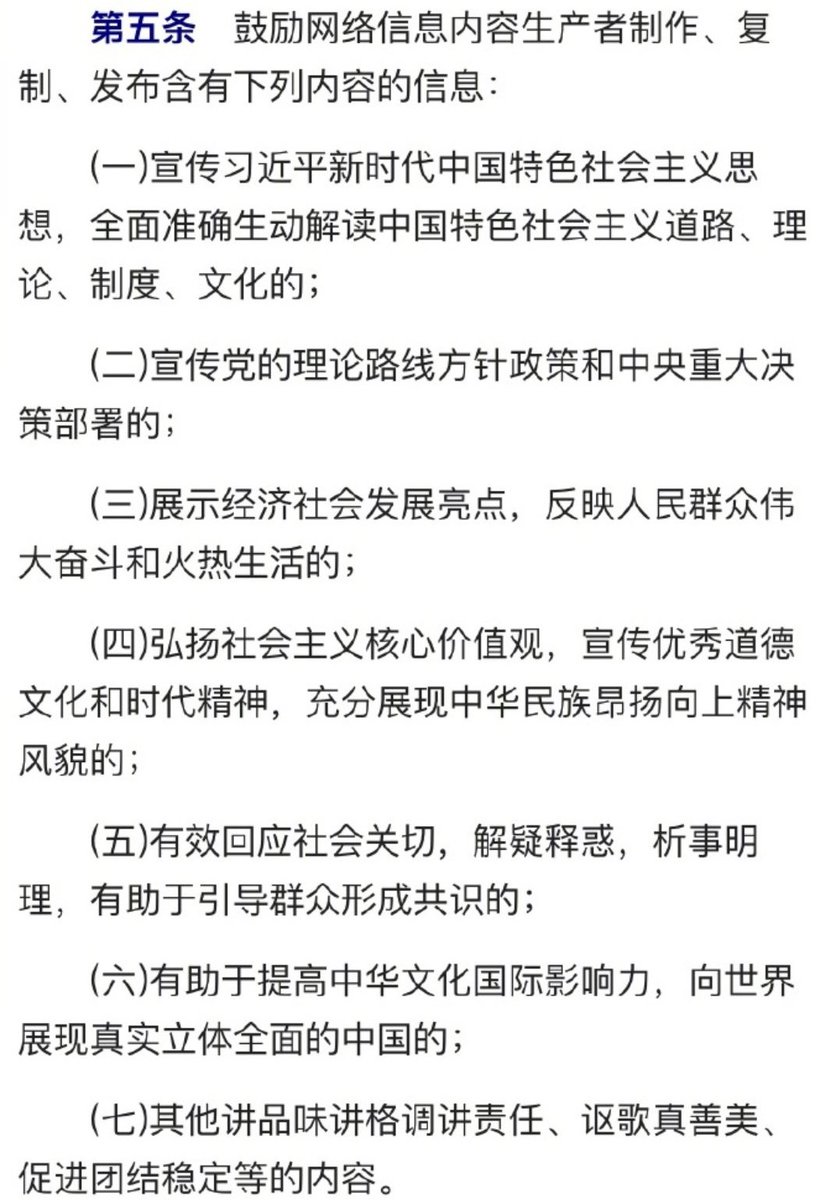 第五条 鼓励网络信息内容生产者制作、复
制、发布含有下列内容的信息：
(一)宣传习近平新时代中国特色社会主义思
想，全面准确生动解读中国特色社会主义道路、理
论、制度、文化的；
(二)宣传党的理论路线方针政策和中央重大决
策部署的；
(三)展示经济社会发展亮点，反映人民群众伟
大奋斗和火热生活的；
(四)弘扬社会主义核心价值观，宣传优秀道德
文化和时代精神，充分展现中华民族昂扬向上精神
风貌的；
(五)有效回应社会关切，解疑释惑，析事明
理，有助于引导群众形成共识的；
(六)有助于提高中华文化国际影响力，向世界
展现真实立体全面的中国的；
(七)其他讲品味讲格调讲责任、讴歌真善美、
促进团结稳定等的内容。